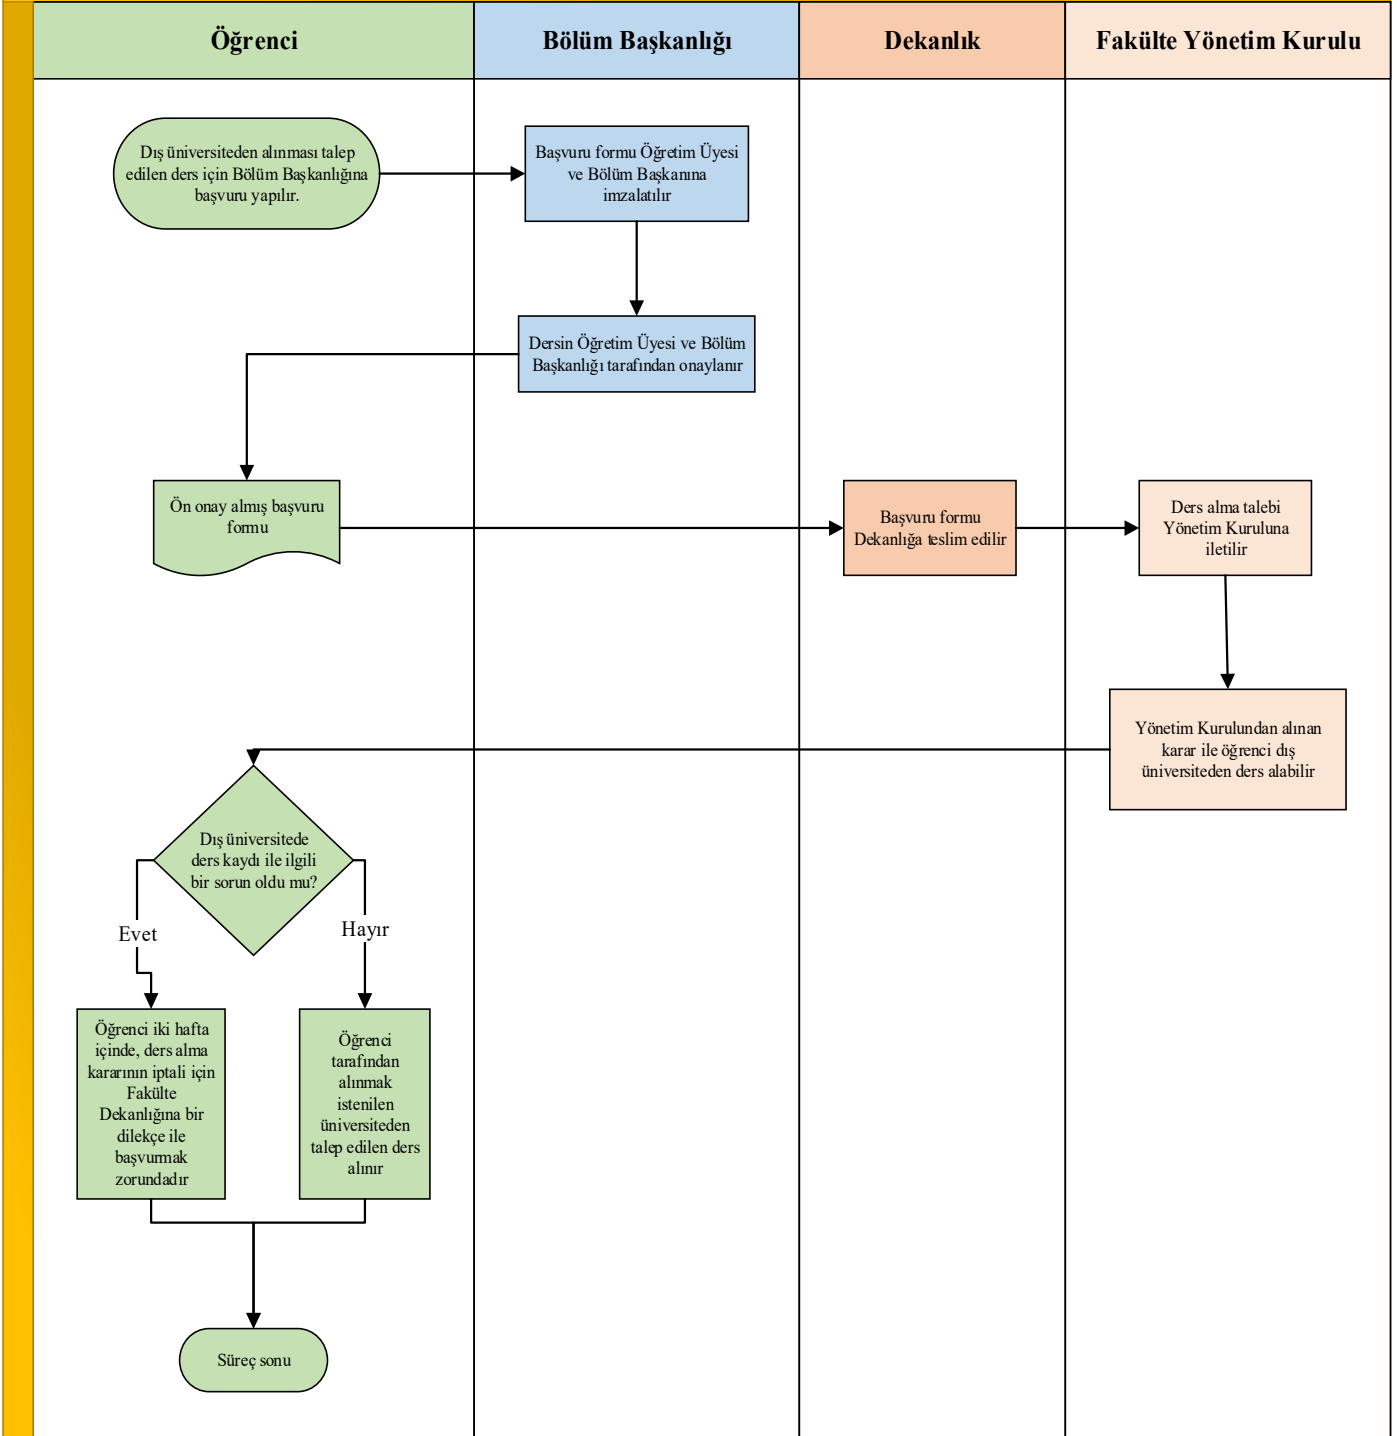 Öğrenci
Bölüm Başkanlığı
Dekanlık
Fakülte Yönetim Kurulu
Dış üniversiteden alınması talep
edilen ders için Bölüm Başkanlığına
başvuru yapılır.
Başvuru formu Öğretim Üyesi
ve Bölüm Başkanına
imzalatılır
Dersin Öğretim Üyesi ve Bölüm
Başkanlığı tarafından onaylanır
Ön onay almış başvuru
formu
Başvuru formu
Dekanlığa teslim edilir
Ders alma talebi
Yönetim Kuruluna
iletilir
Yönetim Kurulundan alınan
karar ile öğrenci dış
üniversiteden ders alabilir
Dış üniversitede
ders kaydı ile ilgili
bir sorun oldu mu?
Evet
Hayır
Öğrenci iki hafta
içinde, ders alma
kararının iptali için
Fakülte
Dekanlığına bir
dilekçe ile
başvurmak
zorundadır
Öğrenci
tarafından
alınmak
istenilen
üniversiteden
talep edilen ders
alınır
Süreç sonu